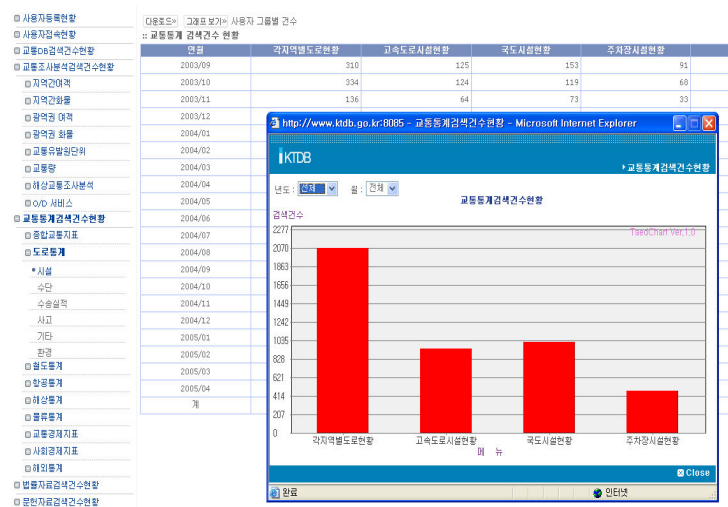 사용자등록현황
사용자접속현황
교통DB검색건수현황
교통조사분석검색건수현황
지역간여객
지역간화물
광역권 여객
광역권 화물
교통유발원단위
교통량
해상교통조사분석
O/D 서비스
교통통계검색건수현황
종합교통지표
도로통계
시설
수단
수송실적
사고
기타
환경
철도통계
항공통계
해상통계
물류통계
교통경제지표
사회경제지표
해외통계
법률자료검색건수현황
문헌자료검색건수현황
다운로드» 그래프 보기» 사용자 그룹별 건수
:: 교통통계 검색건수 현황
연월 각지역별도로현황 고속도로시설현황 국도시설현황 주차장시설현황
2003/09 310 125 153 91
2003/10 334 124 119 68
2003/11 136 64 73 33
2003/12
2004/01
2004/02
2004/03
2004/04
2004/05
2004/06
2004/07
2004/08
2004/09
2004/10
2004/11
2004/12
2005/01
2005/02
2005/03
2005/04
계
http://www.ktdb.go.kr:8085 - 교통통계검색건수현황 - Microsoft Internet Explorer
KTDB
교통통계검색건수현황
년도 : 전체 월 : 전체
교통통계검색건수현황
검색건수
TaedChart Ver,1.0
2277
2070
1863
1656
1449
1242
1035
828
621
414
207
0
각지역별도로현황 고속도로시설현황 국도시설현황 주차장시설현황
메 뉴
Close
완료 인터넷